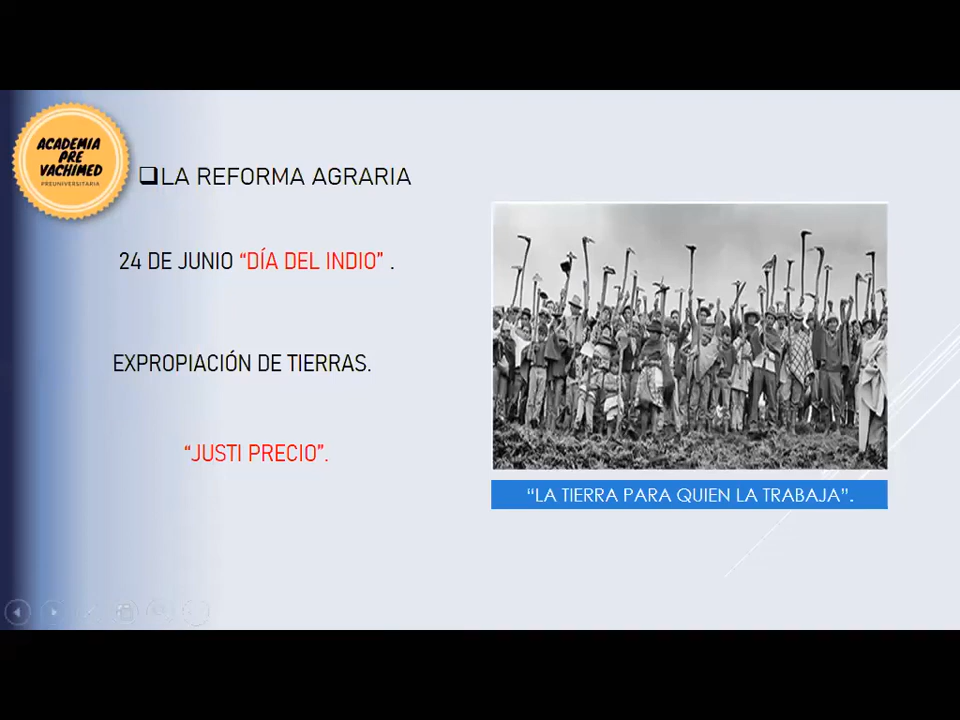 ACADEMIA
PRE
VACHIMED
PREUNIVERSITARIA
LA REFORMA AGRARIA
24 DE JUNIO “DÍA DEL INDIO” .
EXPROPIACIÓN DE TIERRAS.
“JUSTI PRECIO”.
“LA TIERRA PARA QUIEN LA TRABAJA”.